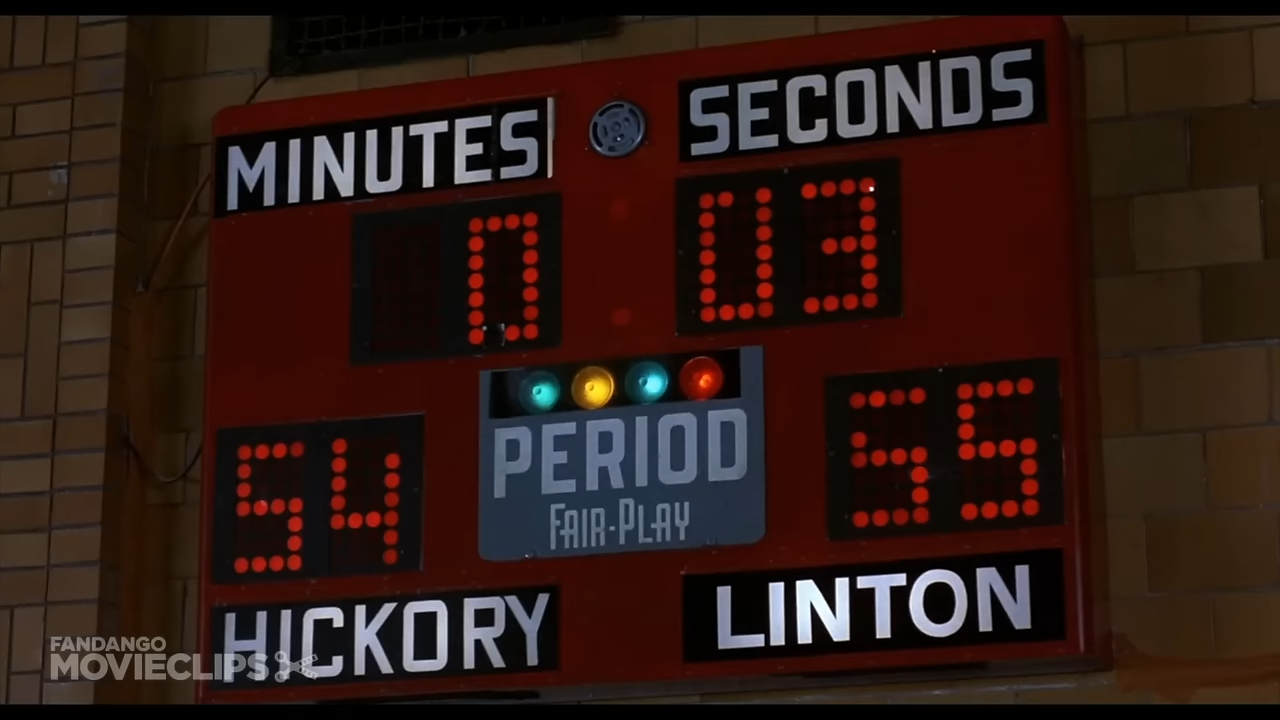 MINUTES SECONDS
0 03
54 55
PERIOD
FAIR-PLAY
HICKORY LINTON
FANDANGO
MOVIECLIPS